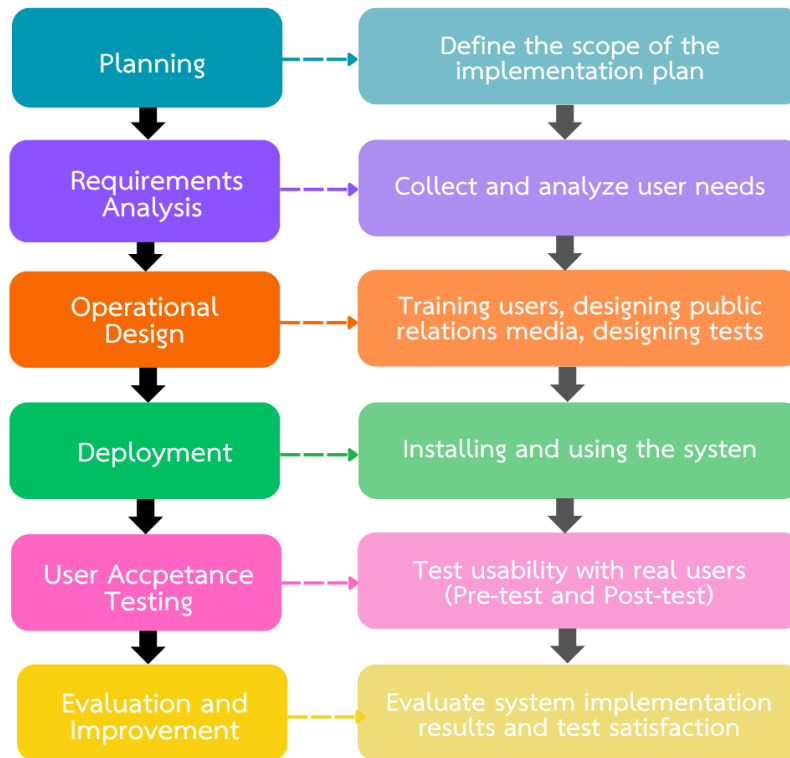 Planning
Define the scope of the
implementation plan
Requirements
Analysis
Collect and analyze user needs
Operational
Design
Training users, designing public
relations media, designing tests
Deployment
Installing and using the systen
User Accpetance
Testing
Test usability with real users
(Pre-test and Post-test)
Evaluation and
Improvement
Evaluate system implementation
results and test satisfaction